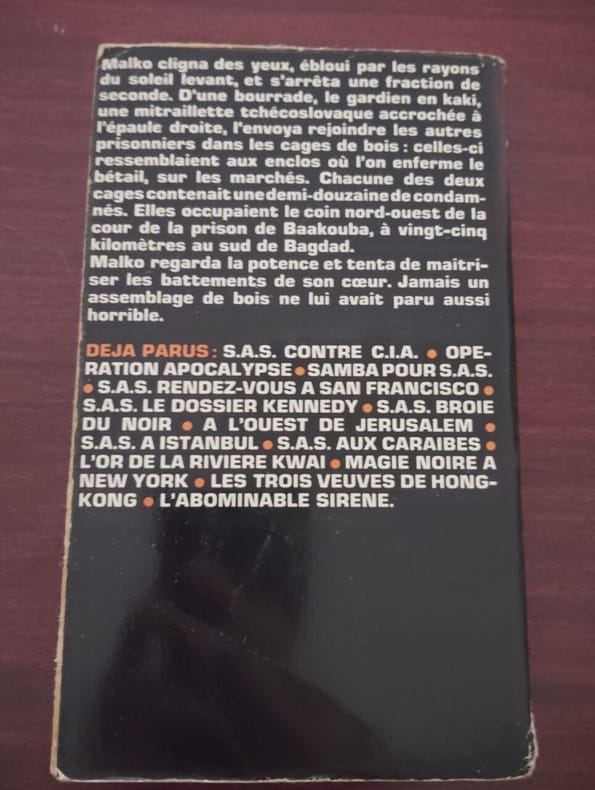 Malko cligna des yeux, ébloui par les rayons
du soleil levant, et s'arrêta une fraction de
seconde. D'une bourrade, le gardien en kaki,
une mitraillette tchécoslovaque accrochée à
l'épaule droite, l'envoya rejoindre les autres
prisonniers dans les cages de bois : celles-ci
ressemblaient aux enclos où l'on enferme le
bétail, sur les marchés. Chacune des deux
cages contenait une demi-douzaine de condam-
nés. Elles occupaient le coin nord-ouest de la
cour de la prison de Baakouba, à vingt-cinq
kilomètres au sud de Bagdad.
Malko regarda la potence et tenta de maîtri-
ser les battements de son cœur. Jamais un
assemblage de bois ne lui avait paru aussi
horrible.
DEJA PARUS : S.A.S. CONTRE C.I.A. ● OPE-
RATION APOCALYPSE ● SAMBA POUR S.A.S.
● S.A.S. RENDEZ-VOUS A SAN FRANCISCO ●
S.A.S. LE DOSSIER KENNEDY ● S.A.S. BROIE
DU NOIR ● A L'OUEST DE JERUSALEM ●
S.A.S. A ISTANBUL ● S.A.S. AUX CARAIBES ●
L'OR DE LA RIVIERE KWAI ● MAGIE NOIRE A
NEW YORK ● LES TROIS VEUVES DE HONG-
KONG ● L'ABOMINABLE SIRENE.